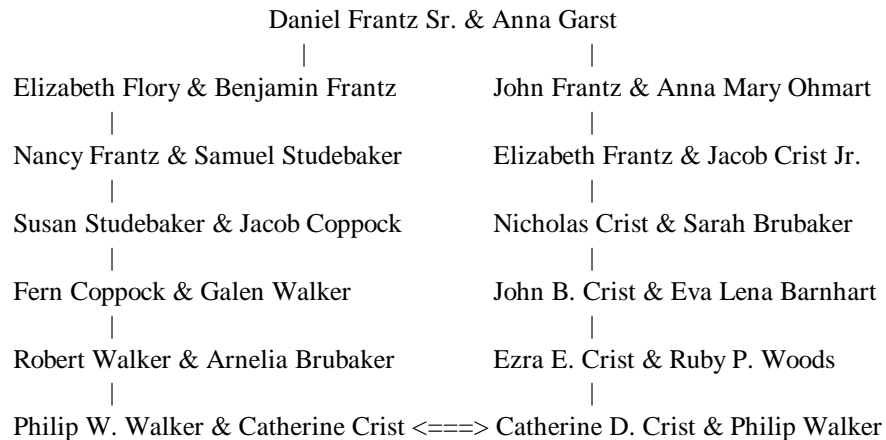 Daniel Frantz Sr. & Anna Garst
| |
Elizabeth Flory & Benjamin Frantz John Frantz & Anna Mary Ohmart
| |
Nancy Frantz & Samuel Studebaker Elizabeth Frantz & Jacob Crist Jr.
| |
Susan Studebaker & Jacob Coppock Nicholas Crist & Sarah Brubaker
| |
Fern Coppock & Galen Walker John B. Crist & Eva Lena Barnhart
| |
Robert Walker & Arnelia Brubaker Ezra E. Crist & Ruby P. Woods
| |
Philip W. Walker & Catherine Crist <===> Catherine D. Crist & Philip Walker